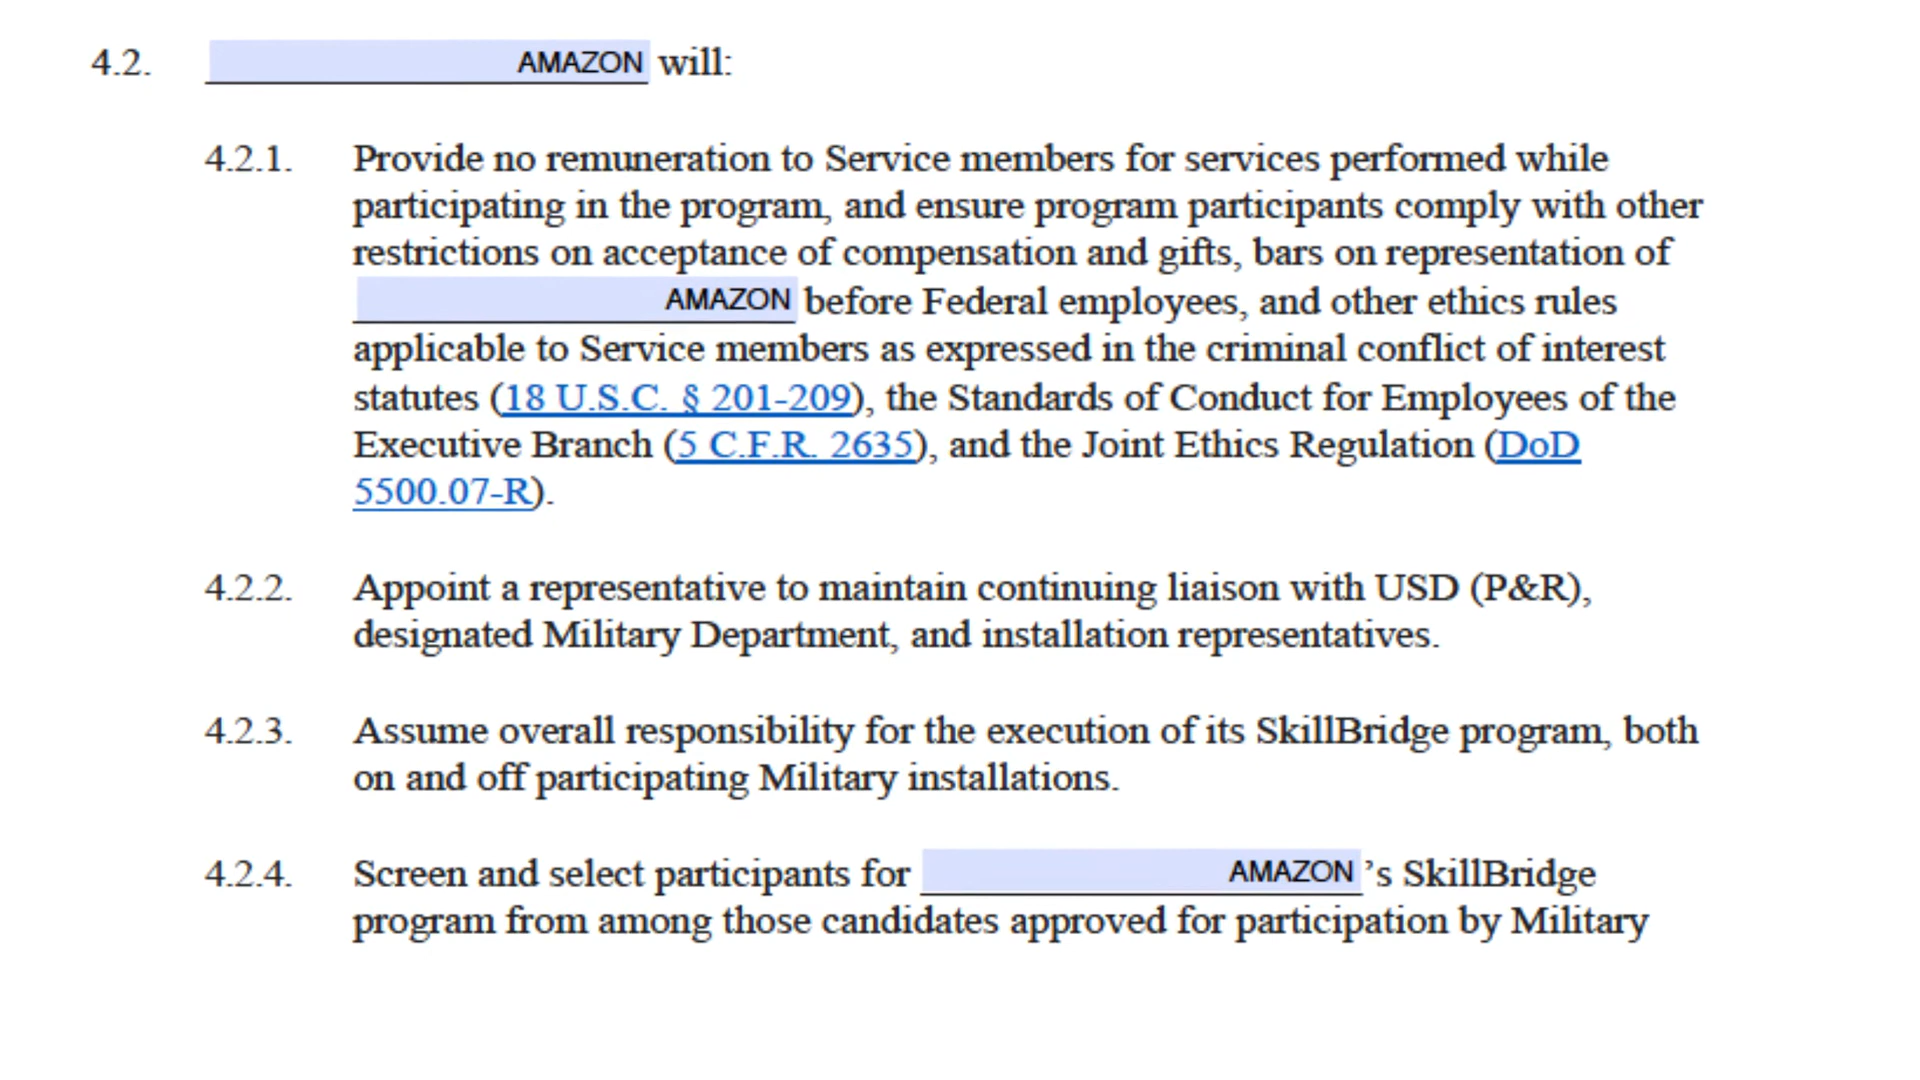 4.2. AMAZON will:
4.2.1. Provide no remuneration to Service members for services performed while
participating in the program, and ensure program participants comply with other
restrictions on acceptance of compensation and gifts, bars on representation of
AMAZON before Federal employees, and other ethics rules
applicable to Service members as expressed in the criminal conflict of interest
statutes (18 U.S.C. § 201-209), the Standards of Conduct for Employees of the
Executive Branch (5 C.F.R. 2635), and the Joint Ethics Regulation (DoD
5500.07-R).
4.2.2. Appoint a representative to maintain continuing liaison with USD (P&R),
designated Military Department, and installation representatives.
4.2.3. Assume overall responsibility for the execution of its SkillBridge program, both
on and off participating Military installations.
4.2.4. Screen and select participants for AMAZON ’s SkillBridge
program from among those candidates approved for participation by Military